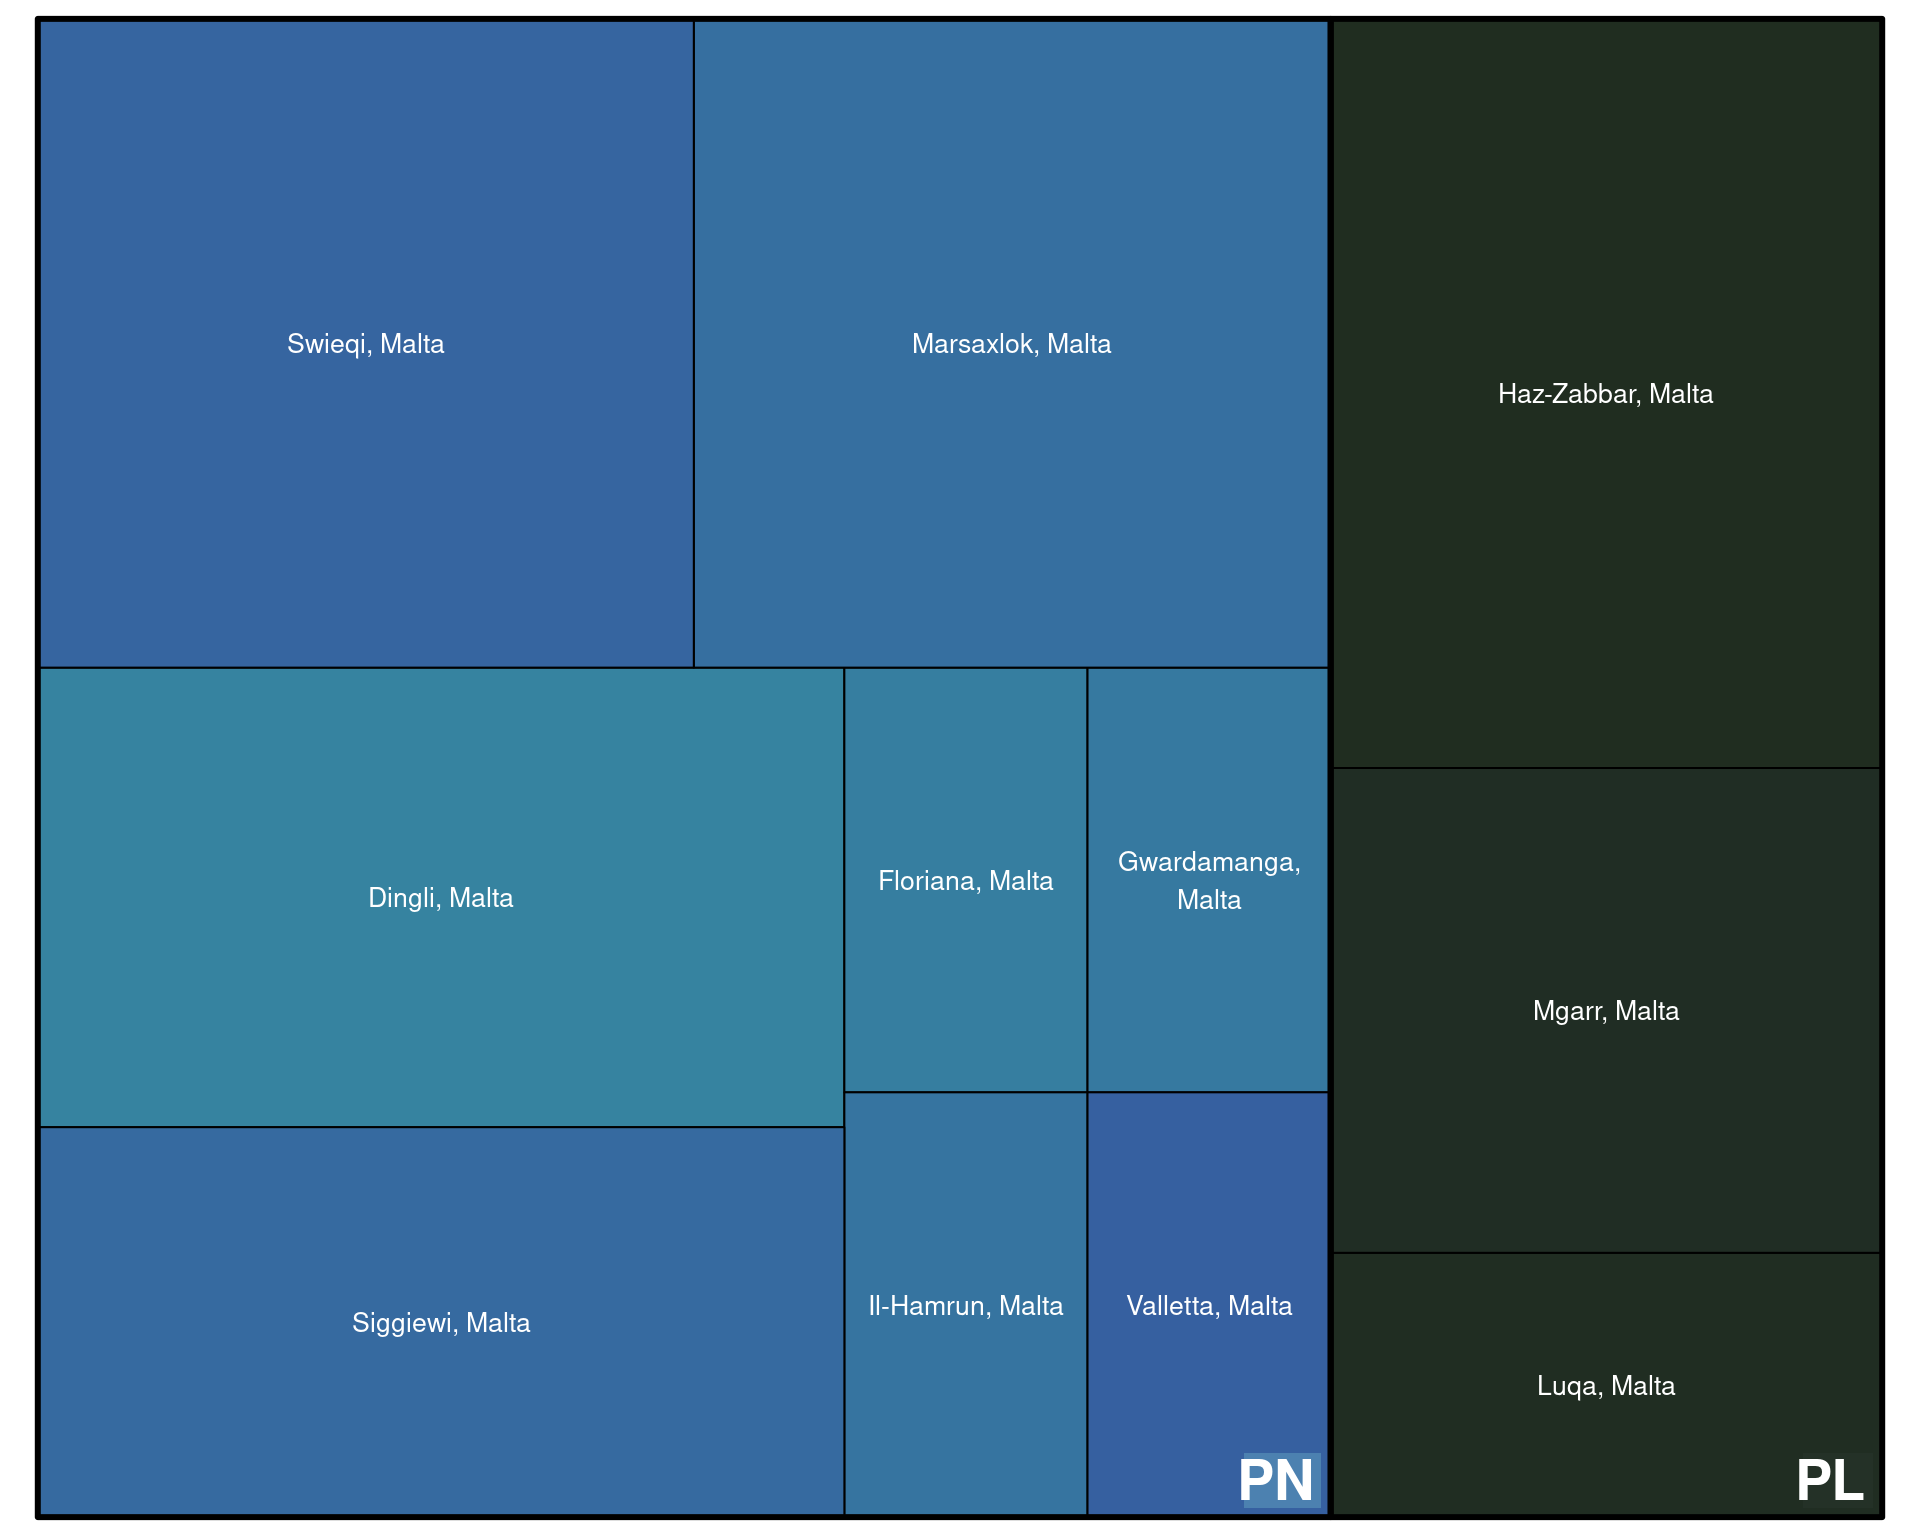 Swieqi, Malta
Marsaxlok, Malta
Haz-Zabbar, Malta
Dingli, Malta
Floriana, Malta
Gwardamanga,
Malta
Mgarr, Malta
Siggiewi, Malta
Il-Hamrun, Malta
Valletta, Malta
Luqa, Malta
PN
PL